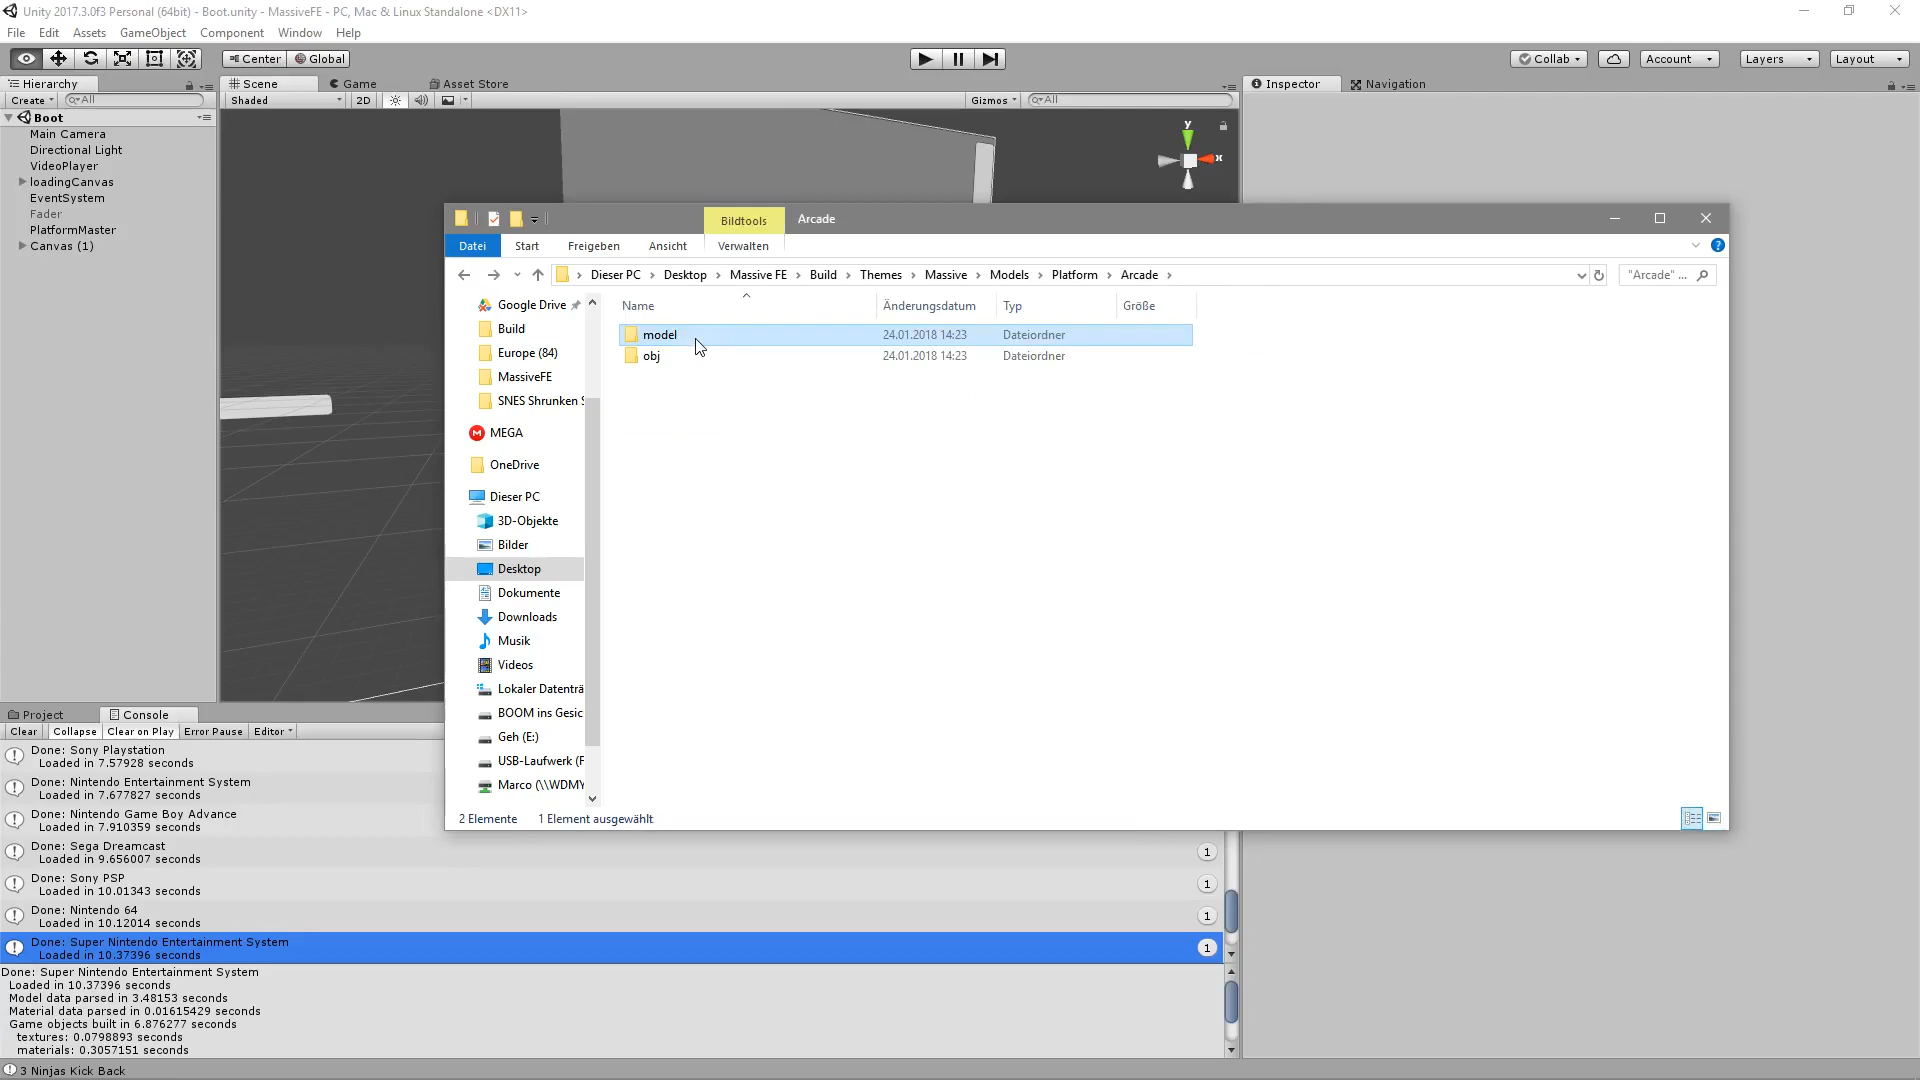 Unity 2017.3.0f3 Personal (64bit) - Boot.unity - MassiveFE - PC, Mac & Linux Standalone <DX11>
File Edit Assets GameObject Component Window Help
Center Global Collab Account Layers Layout
Hierarchy Scene Game Asset Store Inspector Navigation
Create All Shaded 2D Gizmos All
Boot
Main Camera
Directional Light
VideoPlayer
loadingCanvas
EventSystem
Fader
PlatformMaster
Canvas (1)
y
x
Bildtools Arcade
Datei Start Freigeben Ansicht Verwalten
Dieser PC Desktop Massive FE Build Themes Massive Models Platform Arcade "Arcade" ...
Name Änderungsdatum Typ Größe
model 24.01.2018 14:23 Dateiordner
obj 24.01.2018 14:23 Dateiordner
Google Drive
Build
Europe (84)
MassiveFE
SNES Shrunken S
MEGA
OneDrive
Dieser PC
3D-Objekte
Bilder
Desktop
Dokumente
Downloads
Musik
Videos
Lokaler Datenträ
BOOM ins Gesic
Geh (E:)
USB-Laufwerk (F
Marco (\\WDMY
2 Elemente 1 Element ausgewählt
Project Console
Clear Collapse Clear on Play Error Pause Editor
Done: Sony Playstation
Loaded in 7.57928 seconds
Done: Nintendo Entertainment System
Loaded in 7.677827 seconds
Done: Nintendo Game Boy Advance
Loaded in 7.910359 seconds
Done: Sega Dreamcast
Loaded in 9.656007 seconds
1
Done: Sony PSP
Loaded in 10.01343 seconds
1
Done: Nintendo 64
Loaded in 10.12014 seconds
1
Done: Super Nintendo Entertainment System
Loaded in 10.37396 seconds
1
Done: Super Nintendo Entertainment System
Loaded in 10.37396 seconds
Model data parsed in 3.48153 seconds
Material data parsed in 0.01615429 seconds
Game objects built in 6.876277 seconds
textures: 0.0798893 seconds
materials: 0.3057151 seconds
3 Ninjas Kick Back